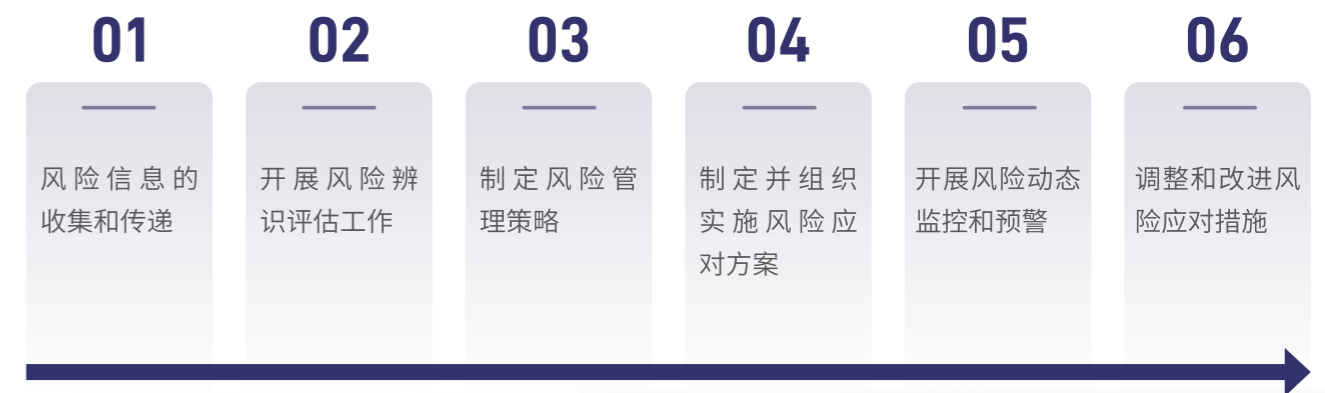 01
风险信息的
收集和传递
02
开展风险辨
识评估工作
03
制定风险管
理策略
04
制定并组织
实施风险应
对方案
05
开展风险动态
监控和预警
06
调整和改进风
险应对措施